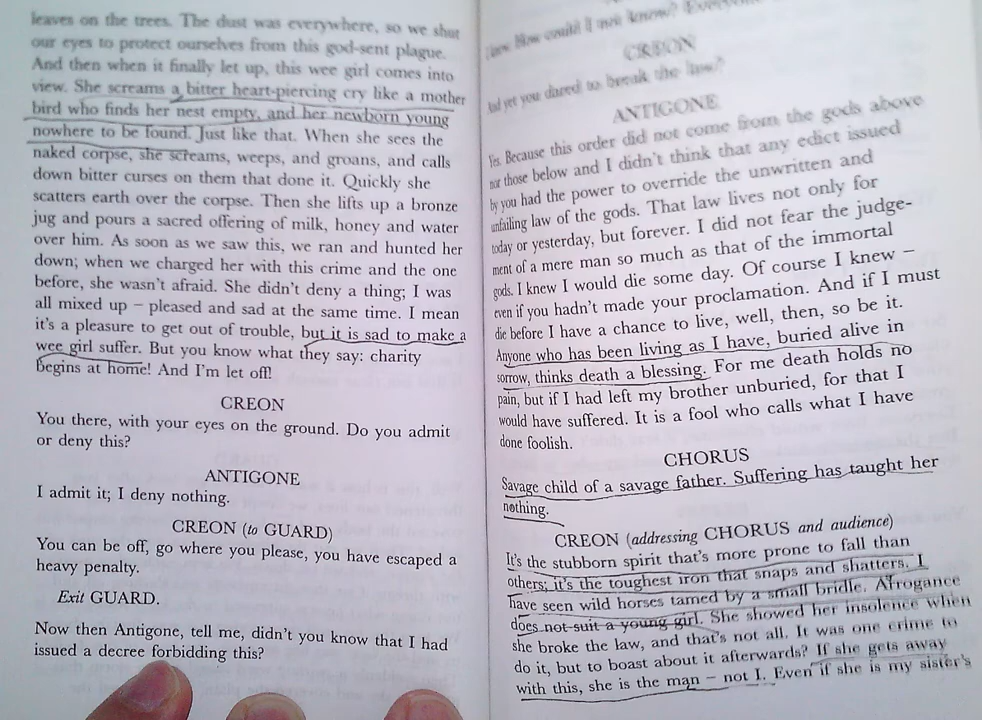 leaves on the trees. The dust was everywhere, so we shut
our eyes to protect ourselves from this god-sent plague.
And then when it finally let up, this wee girl comes into
view. She screams a bitter heart-piercing cry like a mother
bird who finds her nest empty, and her newborn young
nowhere to be found. Just like that. When she sees the
naked corpse, she screams, weeps, and groans, and calls
down bitter curses on them that done it. Quickly she
scatters earth over the corpse. Then she lifts up a bronze
jug and pours a sacred offering of milk, honey and water
over him. As soon as we saw this, we ran and hunted her
down; when we charged her with this crime and the one
before, she wasn't afraid. She didn't deny a thing; I was
all mixed up – pleased and sad at the same time. I mean
it's a pleasure to get out of trouble, but it is sad to make a
wee girl suffer. But you know what they say: charity
begins at home! And I'm let off!
CREON
You there, with your eyes on the ground. Do you admit
or deny this?
ANTIGONE
I admit it; I deny nothing.
CREON (to GUARD)
You can be off, go where you please, you have escaped a
heavy penalty.
Exit GUARD.
Now then Antigone, tell me, didn't you know that I had
issued a decree forbidding this?
How could I not know?
CREON
yet you dared to break the law?
ANTIGONE
Yes. Because this order did not come from the gods above
nor those below and I didn't think that any edict issued
by you had the power to override the unwritten and
unfailing law of the gods. That law lives not only for
today or yesterday, but forever. I did not fear the judge-
ment of a mere man so much as that of the immortal
gods. I knew I would die some day. Of course I knew –
even if you hadn't made your proclamation. And if I must
die before I have a chance to live, well, then, so be it.
Anyone who has been living as I have, buried alive in
sorrow, thinks death a blessing. For me death holds no
pain, but if I had left my brother unburied, for that I
would have suffered. It is a fool who calls what I have
done foolish.
CHORUS
Savage child of a savage father. Suffering has taught her
nothing.
CREON (addressing CHORUS and audience)
It's the stubborn spirit that's more prone to fall than
others; it's the toughest iron that snaps and shatters. I
have seen wild horses tamed by a small bridle. Arrogance
does not suit a young girl. She showed her insolence when
she broke the law, and that's not all. It was one crime to
do it, but to boast about it afterwards? If she gets away
with this, she is the man – not I. Even if she is my sister's